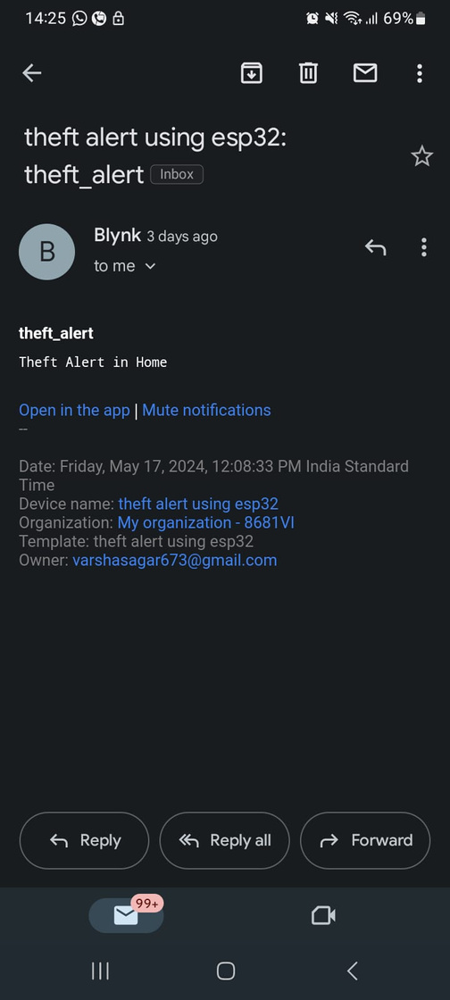 14:25 69%
theft alert using esp32:
theft_alert Inbox
B
Blynk 3 days ago
to me
theft_alert
Theft Alert in Home
Open in the app | Mute notifications
--
Date: Friday, May 17, 2024, 12:08:33 PM India Standard
Time
Device name: theft alert using esp32
Organization: My organization - 8681VI
Template: theft alert using esp32
Owner: varshasagar673@gmail.com
Reply Reply all Forward
99+